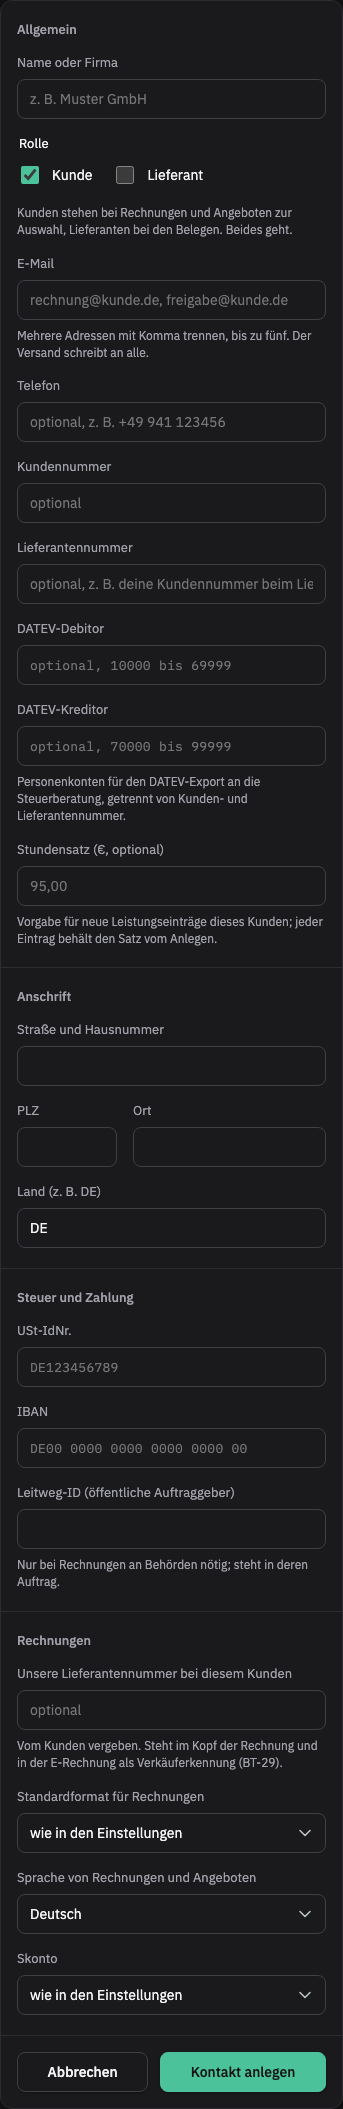 Allgemein
Name oder Firma
z. B. Muster GmbH
Rolle
Kunde Lieferant
Kunden stehen bei Rechnungen und Angeboten zur
Auswahl, Lieferanten bei den Belegen. Beides geht.
E-Mail
rechnung@kunde.de, freigabe@kunde.de
Mehrere Adressen mit Komma trennen, bis zu fünf. Der
Versand schreibt an alle.
Telefon
optional, z. B. +49 941 123456
Kundennummer
optional
Lieferantennummer
optional, z. B. deine Kundennummer beim Lie
DATEV-Debitor
optional, 10000 bis 69999
DATEV-Kreditor
optional, 70000 bis 99999
Personenkonten für den DATEV-Export an die
Steuerberatung, getrennt von Kunden- und
Lieferantennummer.
Stundensatz (€, optional)
95,00
Vorgabe für neue Leistungseinträge dieses Kunden; jeder
Eintrag behält den Satz vom Anlegen.
Anschrift
Straße und Hausnummer
PLZ Ort
Land (z. B. DE)
DE
Steuer und Zahlung
USt-IdNr.
DE123456789
IBAN
DE00 0000 0000 0000 0000 00
Leitweg-ID (öffentliche Auftraggeber)
Nur bei Rechnungen an Behörden nötig; steht in deren
Auftrag.
Rechnungen
Unsere Lieferantennummer bei diesem Kunden
optional
Vom Kunden vergeben. Steht im Kopf der Rechnung und
in der E-Rechnung als Verkäuferkennung (BT-29).
Standardformat für Rechnungen
wie in den Einstellungen
Sprache von Rechnungen und Angeboten
Deutsch
Skonto
wie in den Einstellungen
Abbrechen Kontakt anlegen